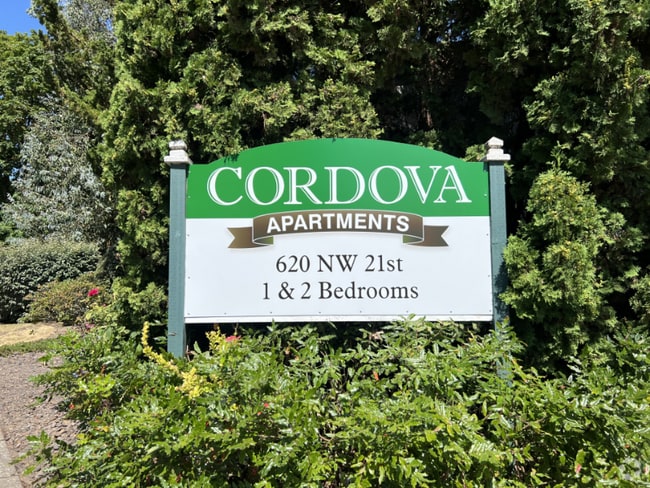 CORDOVA
APARTMENTS
620 NW 21st
1 & 2 Bedrooms